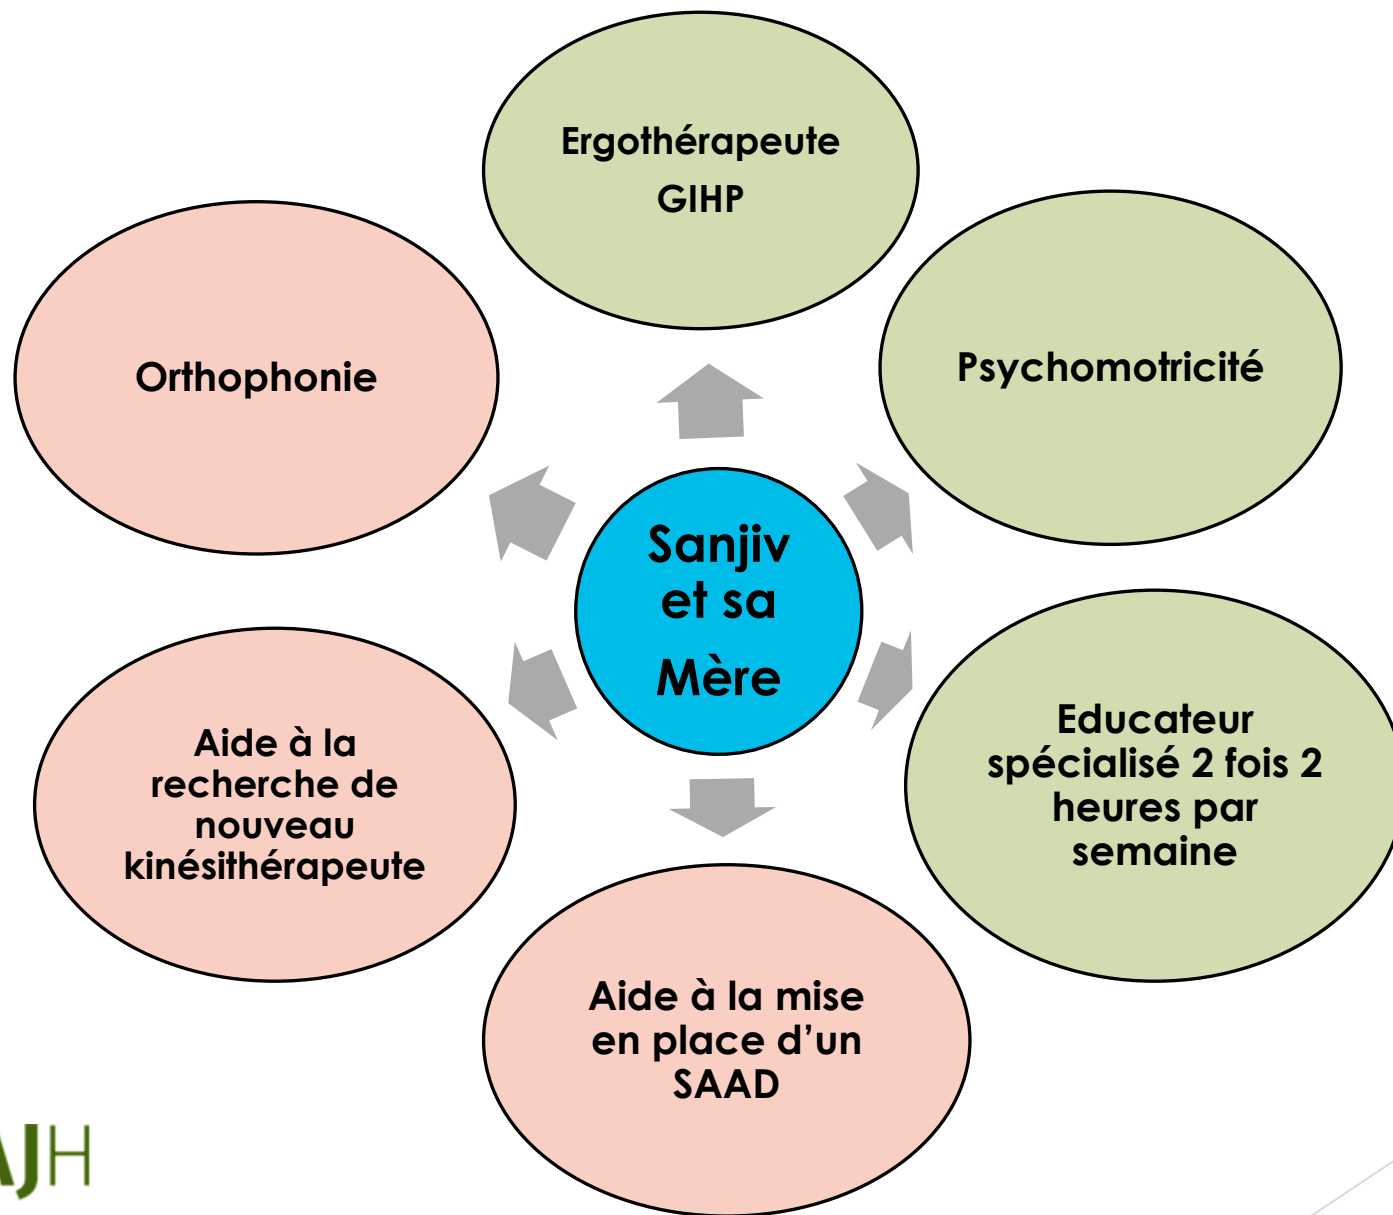 Ergothérapeute
GIHP
Orthophonie
Psychomotricité
Sanjiv
et sa
Mère
Aide à la
recherche de
nouveau
kinésithérapeute
Educateur
spécialisé 2 fois 2
heures par
semaine
Aide à la mise
en place d’un
SAAD
AJH